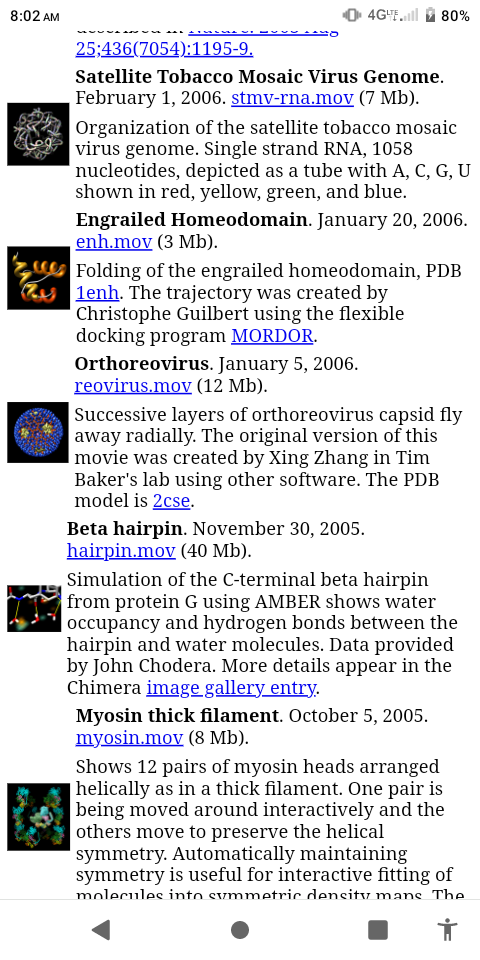 8:02 AM 4G LTE 80%
described in Nature. 2005 Aug
25;436(7054):1195-9.
Satellite Tobacco Mosaic Virus Genome.
February 1, 2006. stmv-rna.mov (7 Mb).
Organization of the satellite tobacco mosaic
virus genome. Single strand RNA, 1058
nucleotides, depicted as a tube with A, C, G, U
shown in red, yellow, green, and blue.
Engrailed Homeodomain. January 20, 2006.
enh.mov (3 Mb).
Folding of the engrailed homeodomain, PDB
1enh. The trajectory was created by
Christophe Guilbert using the flexible
docking program MORDOR.
Orthoreovirus. January 5, 2006.
reovirus.mov (12 Mb).
Successive layers of orthoreovirus capsid fly
away radially. The original version of this
movie was created by Xing Zhang in Tim
Baker's lab using other software. The PDB
model is 2cse.
Beta hairpin. November 30, 2005.
hairpin.mov (40 Mb).
Simulation of the C-terminal beta hairpin
from protein G using AMBER shows water
occupancy and hydrogen bonds between the
hairpin and water molecules. Data provided
by John Chodera. More details appear in the
Chimera image gallery entry.
Myosin thick filament. October 5, 2005.
myosin.mov (8 Mb).
Shows 12 pairs of myosin heads arranged
helically as in a thick filament. One pair is
being moved around interactively and the
others move to preserve the helical
symmetry. Automatically maintaining
symmetry is useful for interactive fitting of
molecules into symmetric density maps. The